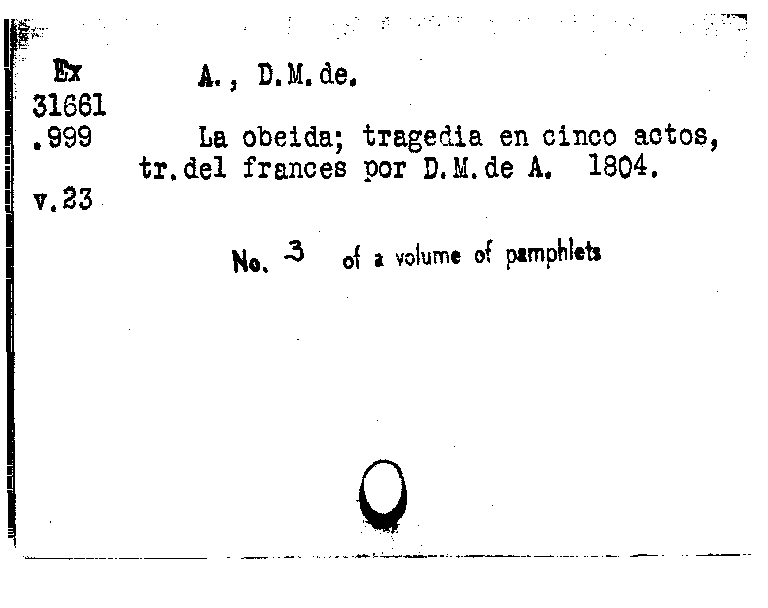 Ex A., D.M.de.
31661
.999 La obeida; tragedia en cinco actos,
tr.del frances por D.M.de A. 1804.
v.23
No. 3 of a volume of pamphlets